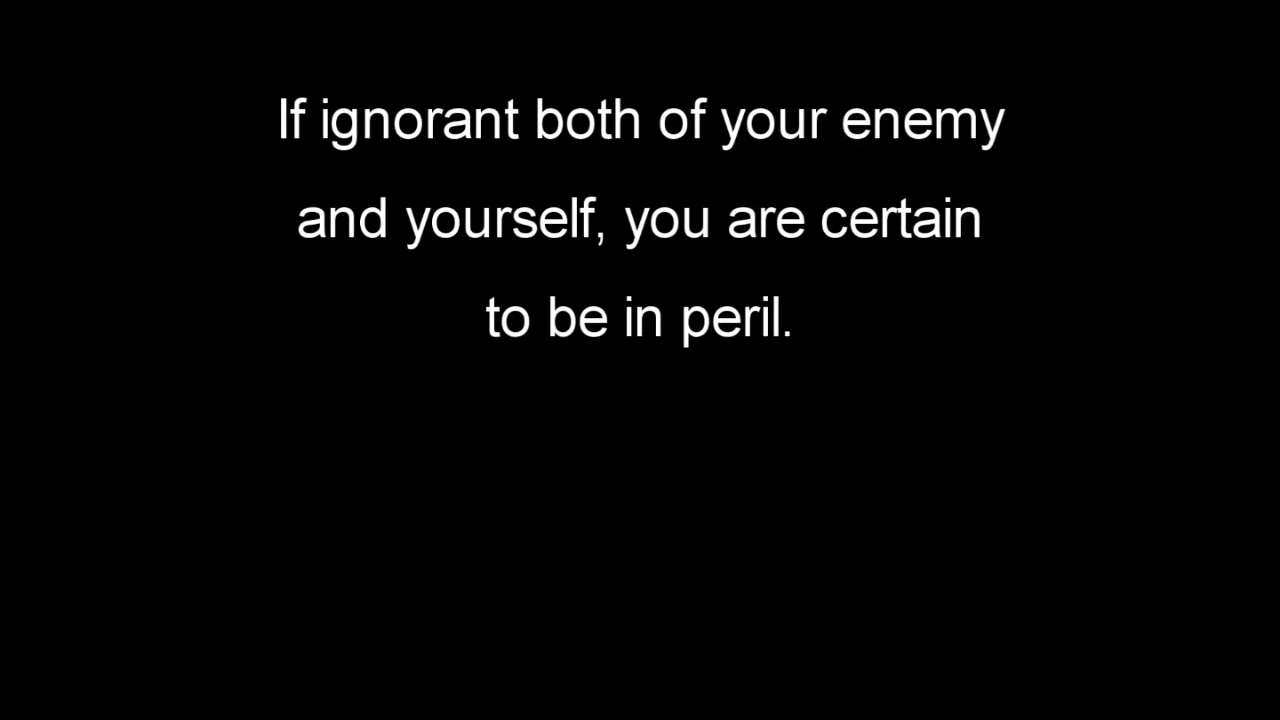 If ignorant both of your enemy
and yourself, you are certain
to be in peril.